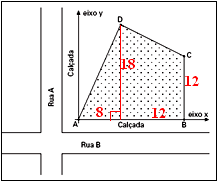 eixo y
D
Calçada
18
C
Rua A
12
8
12
eixo x
A
Calçada
B
Rua B